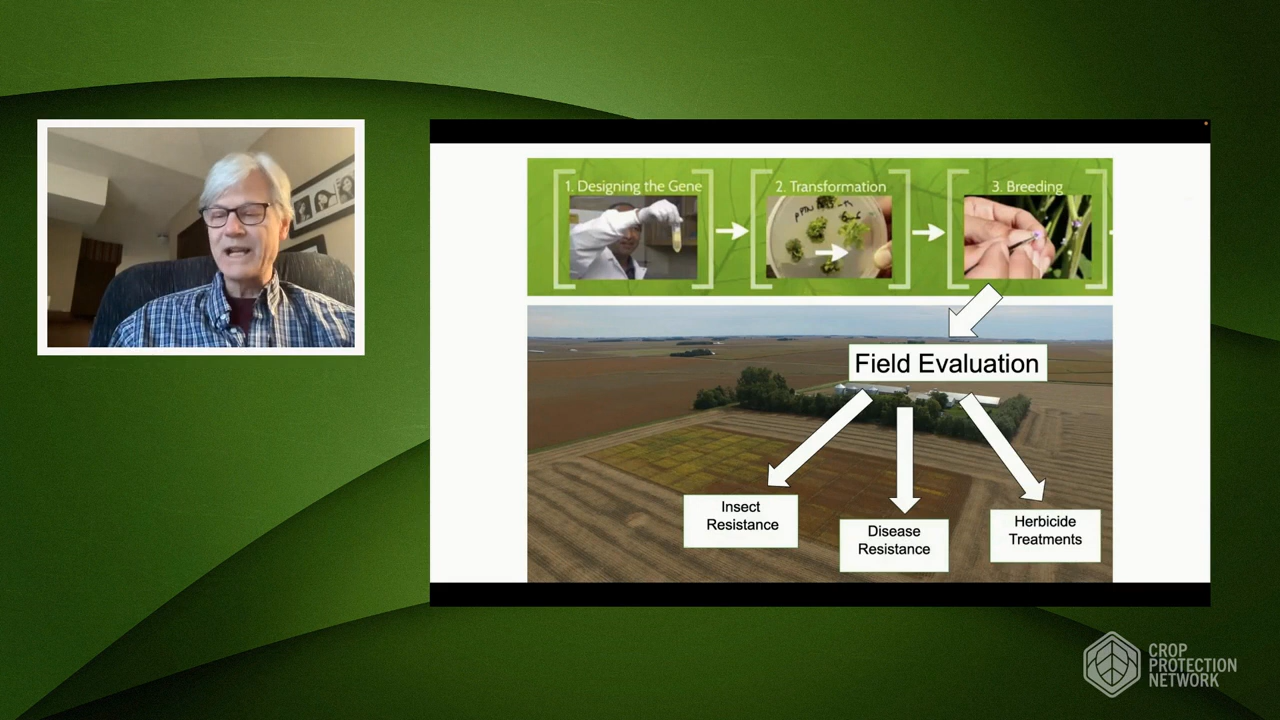 1. Designing the Gene
2. Transformation
3. Breeding
Field Evaluation
Insect
Resistance
Disease
Resistance
Herbicide
Treatments
CROP
PROTECTION
NETWORK